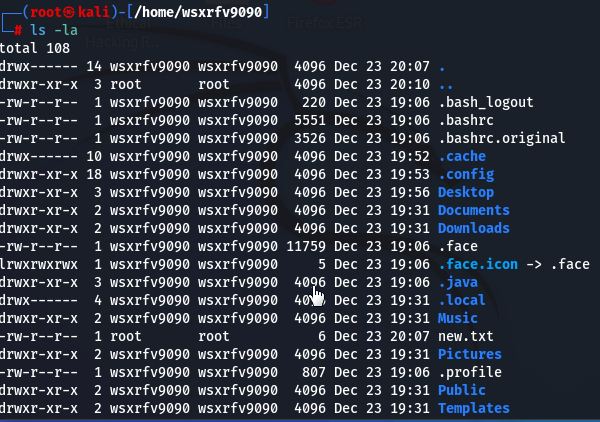 (root㉿kali)-[/home/wsxrfv9090]
# ls -la
total 108
drwx------ 14 wsxrfv9090 wsxrfv9090 4096 Dec 23 20:07 .
drwxr-xr-x 3 root root 4096 Dec 23 20:10 ..
-rw-r--r-- 1 wsxrfv9090 wsxrfv9090 220 Dec 23 19:06 .bash_logout
-rw-r--r-- 1 wsxrfv9090 wsxrfv9090 5551 Dec 23 19:06 .bashrc
-rw-r--r-- 1 wsxrfv9090 wsxrfv9090 3526 Dec 23 19:06 .bashrc.original
drwx------ 10 wsxrfv9090 wsxrfv9090 4096 Dec 23 19:52 .cache
drwxr-xr-x 18 wsxrfv9090 wsxrfv9090 4096 Dec 23 19:53 .config
drwxr-xr-x 3 wsxrfv9090 wsxrfv9090 4096 Dec 23 19:56 Desktop
drwxr-xr-x 2 wsxrfv9090 wsxrfv9090 4096 Dec 23 19:31 Documents
drwxr-xr-x 2 wsxrfv9090 wsxrfv9090 4096 Dec 23 19:31 Downloads
-rw-r--r-- 1 wsxrfv9090 wsxrfv9090 11759 Dec 23 19:06 .face
lrwxrwxrwx 1 wsxrfv9090 wsxrfv9090 5 Dec 23 19:06 .face.icon -> .face
drwxr-xr-x 3 wsxrfv9090 wsxrfv9090 4096 Dec 23 19:06 .java
drwx------ 4 wsxrfv9090 wsxrfv9090 Dec 23 19:31 .local
drwxr-xr-x 2 wsxrfv9090 wsxrfv9090 4096 Dec 23 19:31 Music
-rw-r--r-- 1 root root 6 Dec 23 20:07 new.txt
drwxr-xr-x 2 wsxrfv9090 wsxrfv9090 4096 Dec 23 19:31 Pictures
-rw-r--r-- 1 wsxrfv9090 wsxrfv9090 807 Dec 23 19:06 .profile
drwxr-xr-x 2 wsxrfv9090 wsxrfv9090 4096 Dec 23 19:31 Public
drwxr-xr-x 2 wsxrfv9090 wsxrfv9090 4096 Dec 23 19:31 Templates